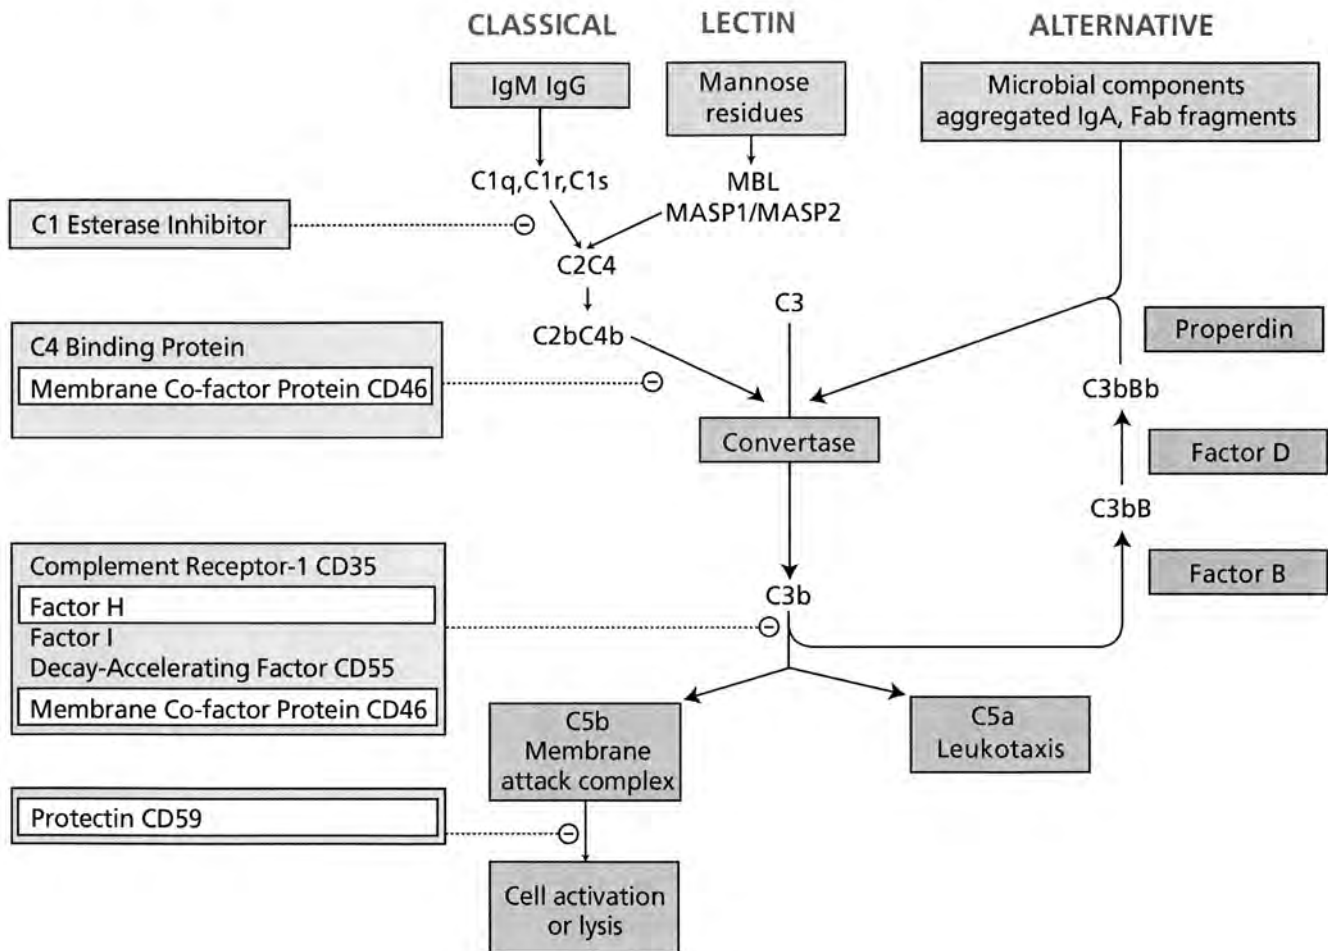 CLASSICAL
LECTIN
ALTERNATIVE
IgM IgG
Mannose
residues
Microbial components
aggregated IgA, Fab fragments
C1q,C1r,C1s
MBL
MASP1/MASP2
C1 Esterase Inhibitor
C2C4
C3
C2bC4b
Properdin
C4 Binding Protein
Membrane Co-factor Protein CD46
C3bBb
Convertase
Factor D
C3bB
Complement Receptor-1 CD35
Factor H
Factor I
Decay-Accelerating Factor CD55
Membrane Co-factor Protein CD46
C3b
Factor B
C5b
Membrane
attack complex
C5a
Leukotaxis
Protectin CD59
Cell activation
or lysis